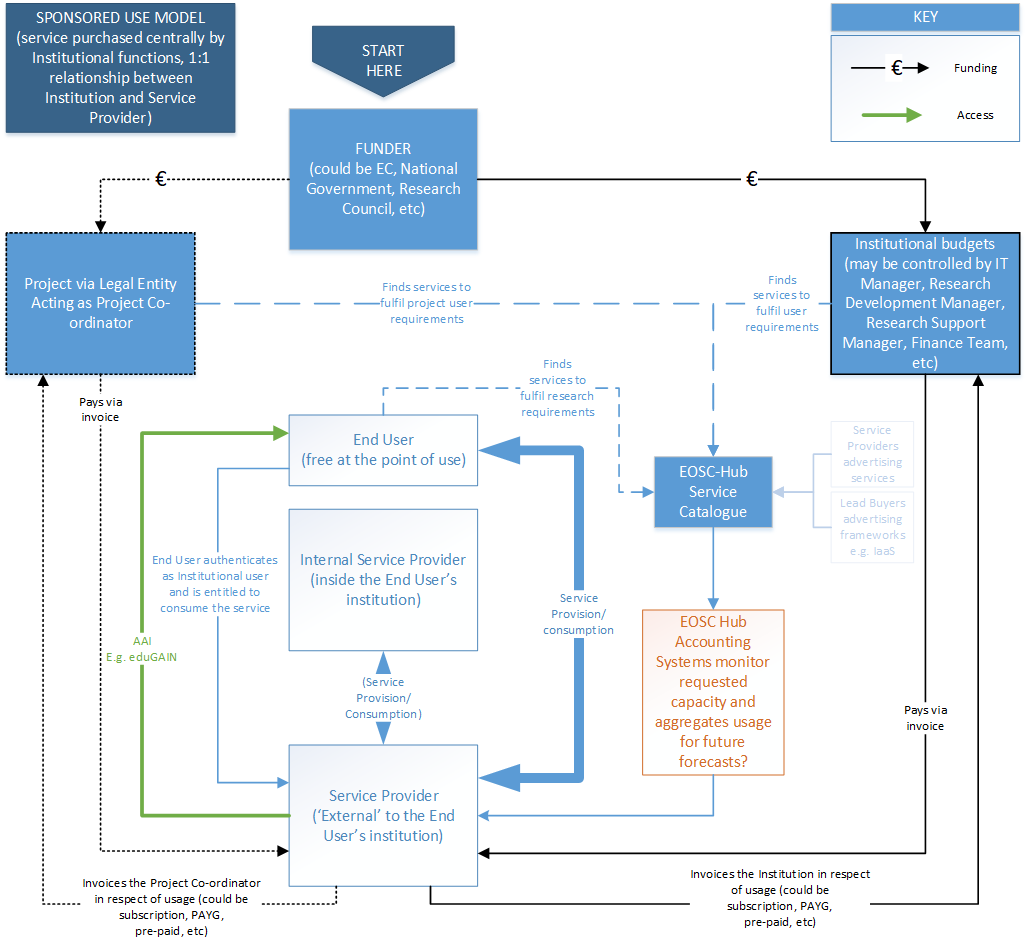 SPONSORED USE MODEL
(service purchased centrally by
Institutional functions, 1:1
relationship between
Institution and Service
Provider)
START
HERE
KEY
€
Funding
Access
FUNDER
(could be EC, National
Government, Research
Council, etc)
€
€
Project via Legal Entity
Acting as Project Co-
ordinator
Finds services to
fulfil project user
requirements
Finds
services to
fulfil user
requirements
Institutional budgets
(may be controlled by IT
Manager, Research
Development Manager,
Research Support
Manager, Finance Team,
etc)
Pays via
invoice
Finds
services to
fulfil research
requirements
End User
(free at the point of use)
EOSC-Hub
Service
Catalogue
Service
Providers
advertising
services
Lead Buyers
advertising
frameworks
e.g. IaaS
Internal Service Provider
(inside the End User’s
institution)
End User authenticates
as Institutional user
and is entitled to
consume the service
Service
Provision/
consumption
AAI
E.g. eduGAIN
EOSC Hub
Accounting
Systems monitor
requested
capacity and
aggregates usage
for future
forecasts?
(Service
Provision/
Consumption)
Pays via
invoice
Service Provider
(‘External’ to the End
User’s institution)
Invoices the Project Co-ordinator
in respect of usage (could be
subscription, PAYG,
pre-paid, etc)
Invoices the Institution in respect
of usage (could be
subscription, PAYG,
pre-paid, etc)